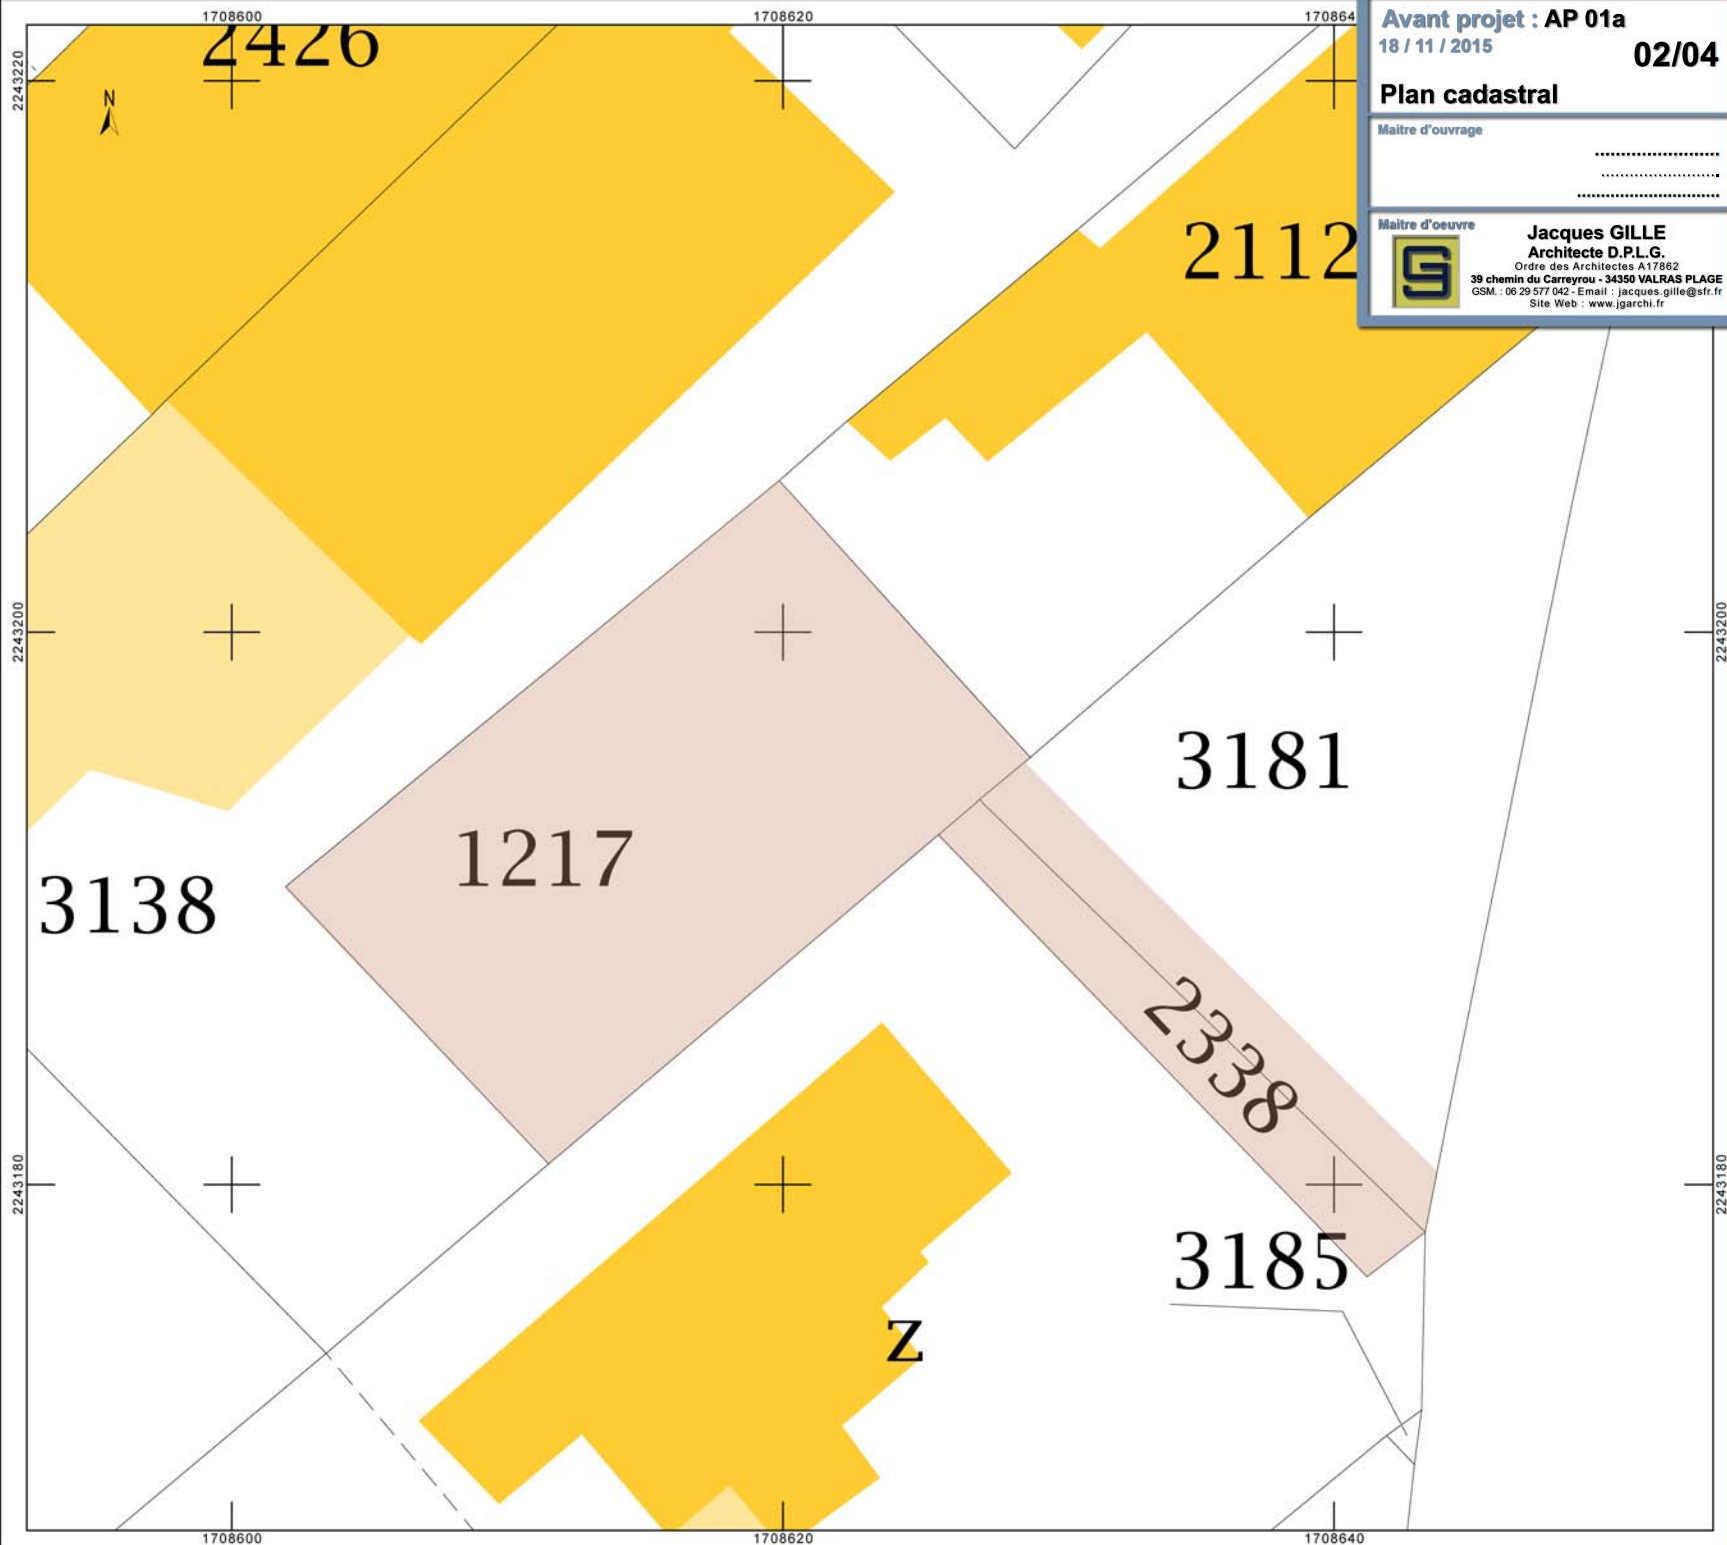 1708600
1708620
170864
Avant projet : AP 01a
18 / 11 / 2015
02/04
Plan cadastral
Maitre d'ouvrage
........................
........................
...........................
Maitre d'oeuvre
Jacques GILLE
Architecte D.P.L.G.
Ordre des Architectes A17862
39 chemin du Carreyrou - 34350 VALRAS PLAGE
GSM. : 06 29 577 042 - Email : jacques.gille@sfr.fr
Site Web : www.jgarchi.fr
2243220
2426
N
2112
2243200
2243200
3181
1217
3138
2338
2243180
2243180
3185
Z
1708600
1708620
1708640